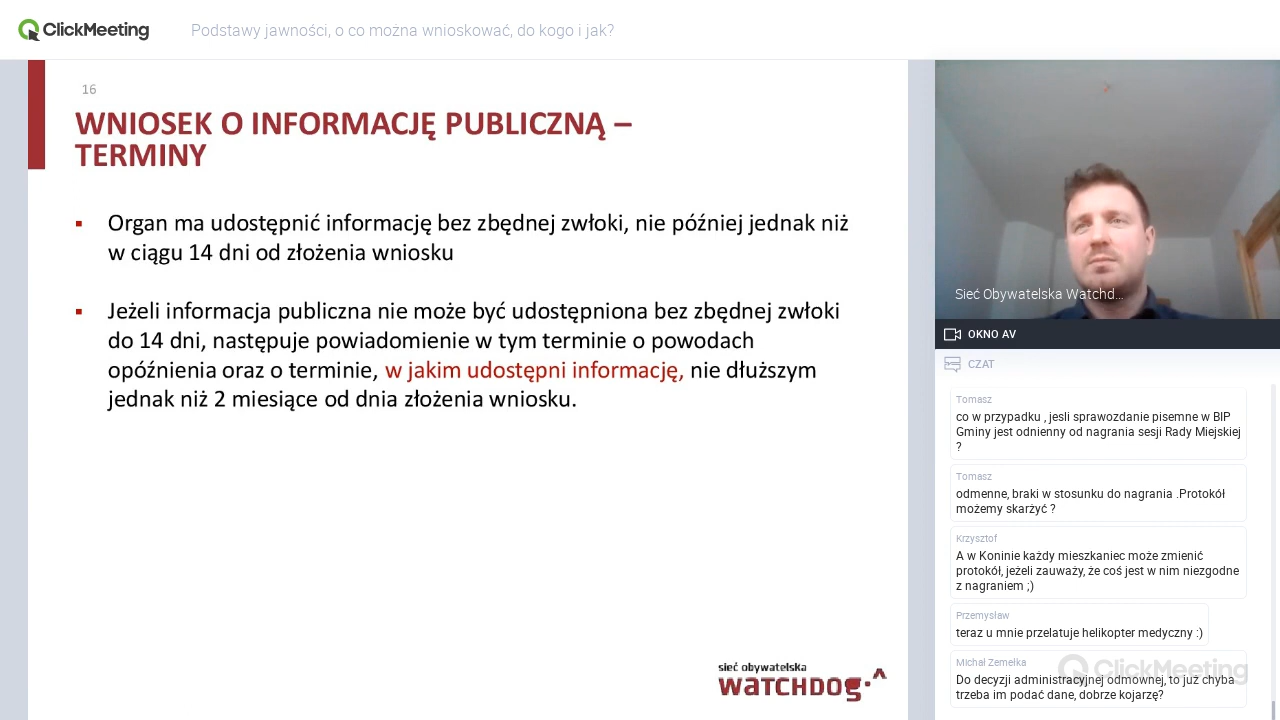 ClickMeeting
Podstawy jawności, o co można wnioskować, do kogo i jak?
16
WNIOSEK O INFORMACJĘ PUBLICZNĄ –
TERMINY
Organ ma udostępnić informację bez zbędnej zwłoki, nie później jednak niż
w ciągu 14 dni od złożenia wniosku
Jeżeli informacja publiczna nie może być udostępniona bez zbędnej zwłoki
do 14 dni, następuje powiadomienie w tym terminie o powodach
opóźnienia oraz o terminie, w jakim udostępni informację, nie dłuższym
jednak niż 2 miesiące od dnia złożenia wniosku.
sieć obywatelska
WATCHDOG
Sieć Obywatelska Watchd...
OKNO AV
CZAT
Tomasz
co w przypadku , jesli sprawozdanie pisemne w BIP
Gminy jest odnienny od nagrania sesji Rady Miejskiej
?
Tomasz
odmenne, braki w stosunku do nagrania .Protokół
możemy skarżyć ?
Krzysztof
A w Koninie każdy mieszkaniec może zmienić
protokół, jeżeli zauważy, że coś jest w nim niezgodne
z nagraniem ;)
Przemysław
teraz u mnie przelatuje helikopter medyczny :)
Michał Zemełka
Do decyzji administracyjnej odmownej, to już chyba
trzeba im podać dane, dobrze kojarzę?
ClickMeeting